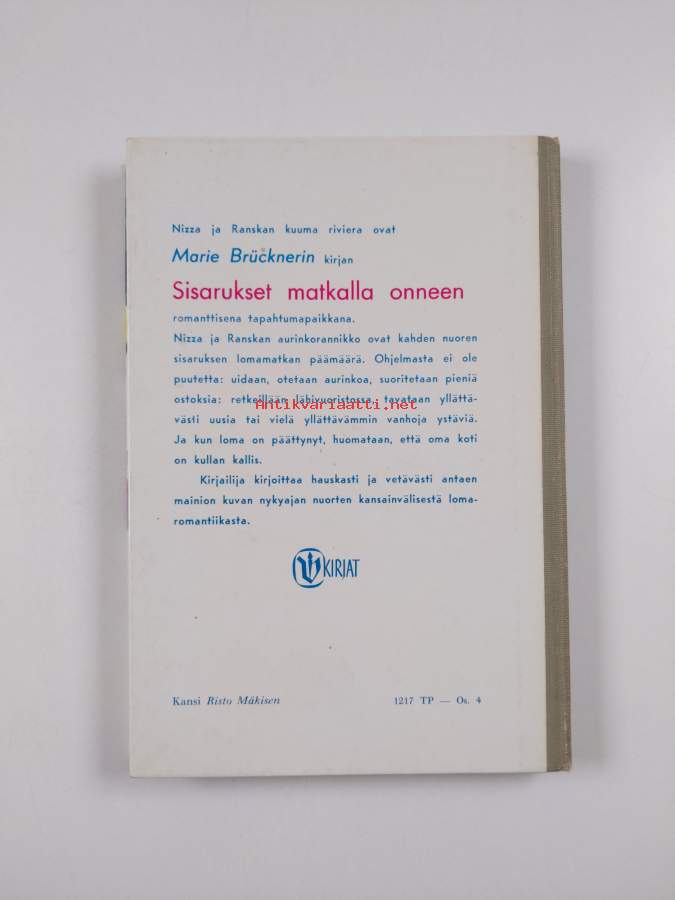 Nizza ja Ranskan kuuma riviera ovat
Marie Brücknerin kirjan
Sisarukset matkalla onneen
romanttisena tapahtumapaikkana.
Nizza ja Ranskan aurinkorannikko ovat kahden nuoren
sisaruksen lomamatkan päämäärä. Ohjelmasta ei ole
puutetta: uidaan, otetaan aurinkoa, suoritetaan pieniä
ostoksia: retkeillään lähivuoristossa, tavataan yllättä-
Antikvariaatti.net
västi uusia tai vielä yllättävämmin vanhoja ystäviä.
Ja kun loma on päättynyt, huomataan, että oma koti
on kullan kallis.
Kirjailija kirjoittaa hauskasti ja vetävästi antaen
mainion kuvan nykyajan nuorten kansainvälisestä loma-
romantiikasta.
KIRJAT
Kansi Risto Mäkisen
1217 TP — Os. 4